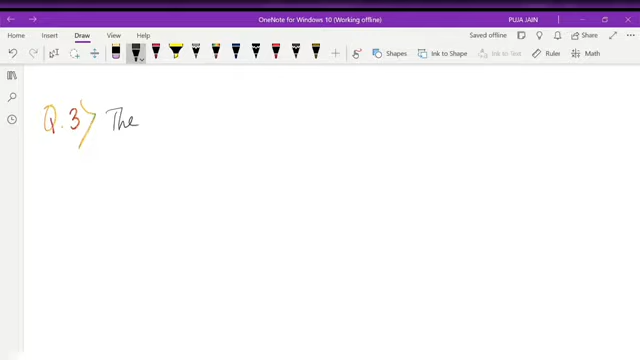 OneNote for Windows 10 (Working offline)
PUJA JAIN
Home Insert Draw View Help
Saved offline Share
Shapes Ink to Shape Ink to Text Ruler Math
Q.3> The